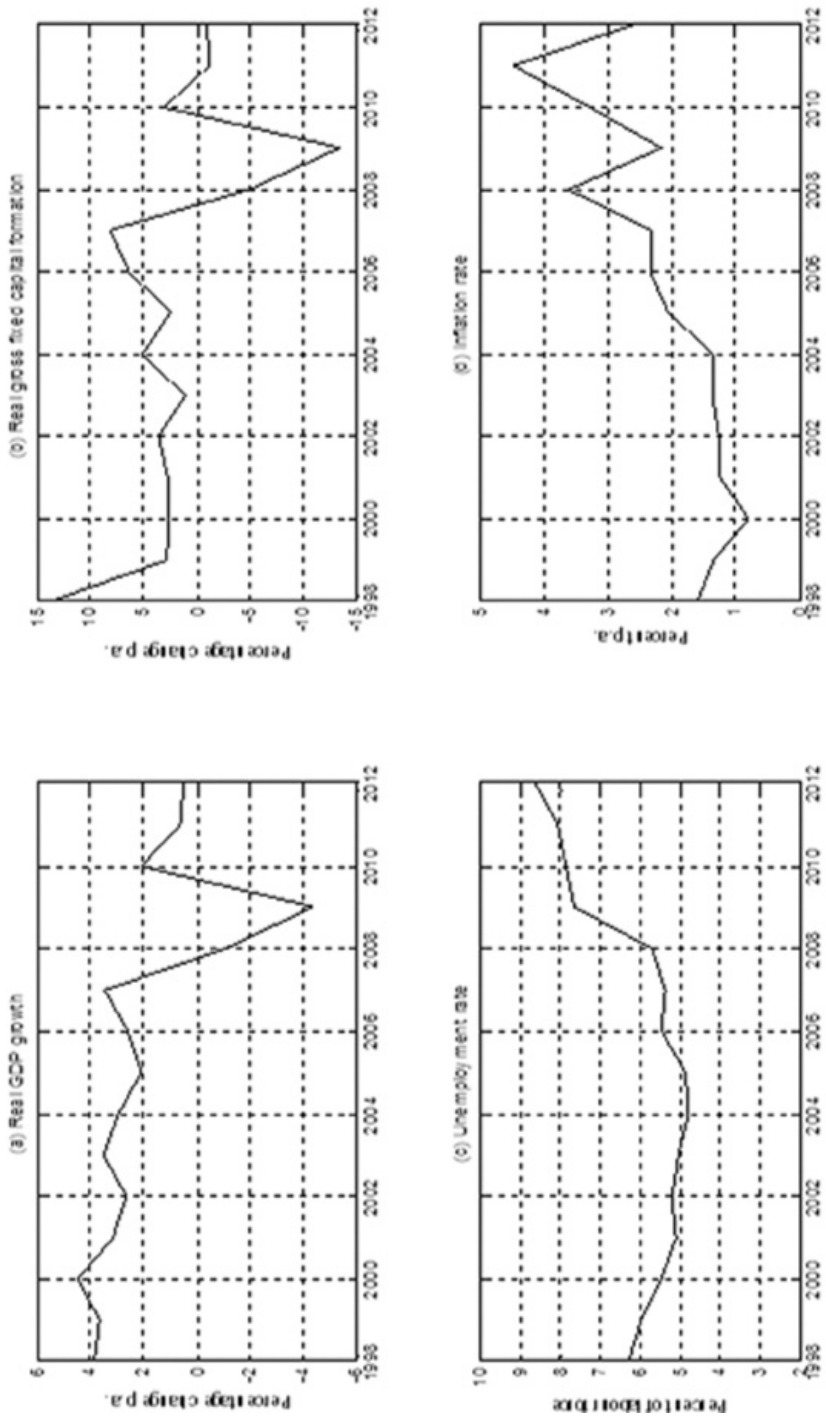 (a) Real GDP growth
Percentage change p.a.
6
4
2
0
-2
-4
-6
1998 2000 2002 2004 2006 2008 2010 2012
(b) Real gross fixed capital formation
Percentage change p.a.
15
10
5
0
-5
-10
-15
1998 2000 2002 2004 2006 2008 2010 2012
(c) Unemployment rate
Percent of labour force
10
9
8
7
6
5
4
3
2
1998 2000 2002 2004 2006 2008 2010 2012
(d) Inflation rate
Percent p.a.
5
4
3
2
1
0
1998 2000 2002 2004 2006 2008 2010 2012